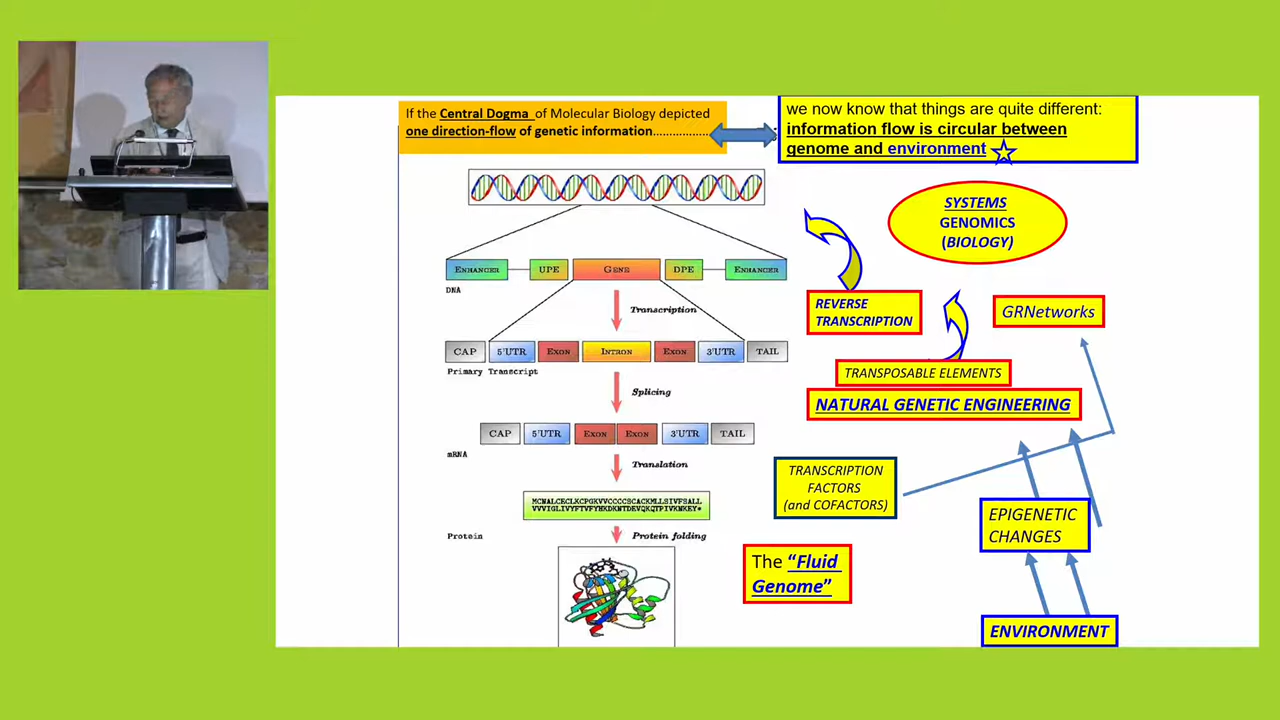 If the Central Dogma of Molecular Biology depicted
one direction-flow of genetic information..................
we now know that things are quite different:
information flow is circular between
genome and environment
SYSTEMS
GENOMICS
(BIOLOGY)
ENHANCER
UPE
GENE
DPE
ENHANCER
DNA
Transcription
REVERSE
TRANSCRIPTION
GRNetworks
CAP
5'UTR
EXON
INTRON
EXON
3'UTR
TAIL
Primary Transcript
TRANSPOSABLE ELEMENTS
NATURAL GENETIC ENGINEERING
Splicing
CAP
5'UTR
EXON
EXON
3'UTR
TAIL
mRNA
Translation
TRANSCRIPTION
FACTORS
(and COFACTORS)
MCNALCECLKCPGKVVCCCCSCACKMLLSIVFSALL
VVVIGLIVYFTVFYHKDKNTDEVQKQTPIVKNKEY*
EPIGENETIC
CHANGES
Protein
Protein folding
The "Fluid
Genome"
ENVIRONMENT